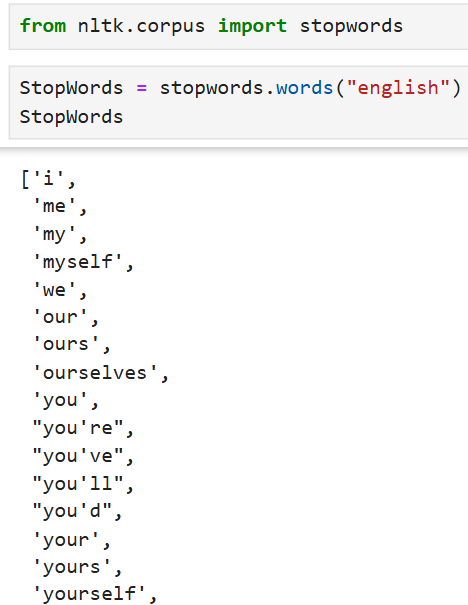 from nltk.corpus import stopwords
StopWords = stopwords.words("english")
StopWords
['i',
'me',
'my',
'myself',
'we',
'our',
'ours',
'ourselves',
'you',
"you're",
"you've",
"you'll",
"you'd",
'your',
'yours',
'yourself',